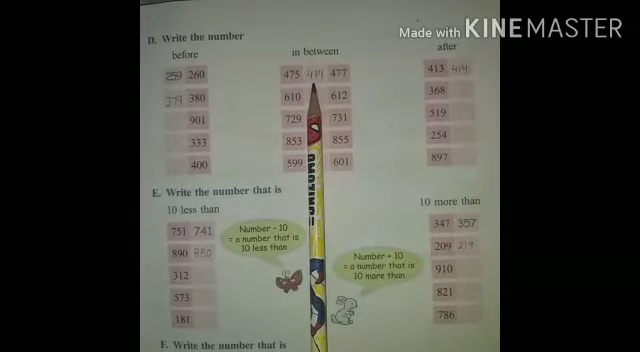 Made with KINEMASTER
D. Write the number
before in between after
259 260 475 474 477 413 414
379 380 610 612 368
901 729 731 519
333 853 855 254
400 599 601 897
E. Write the number that is
10 less than 10 more than
751 741 347 357
890 880 209 219
312 910
573 821
181 786
Number - 10
= a number that is
10 less than
Number + 10
= a number that is
10 more than
F. Write the number that is